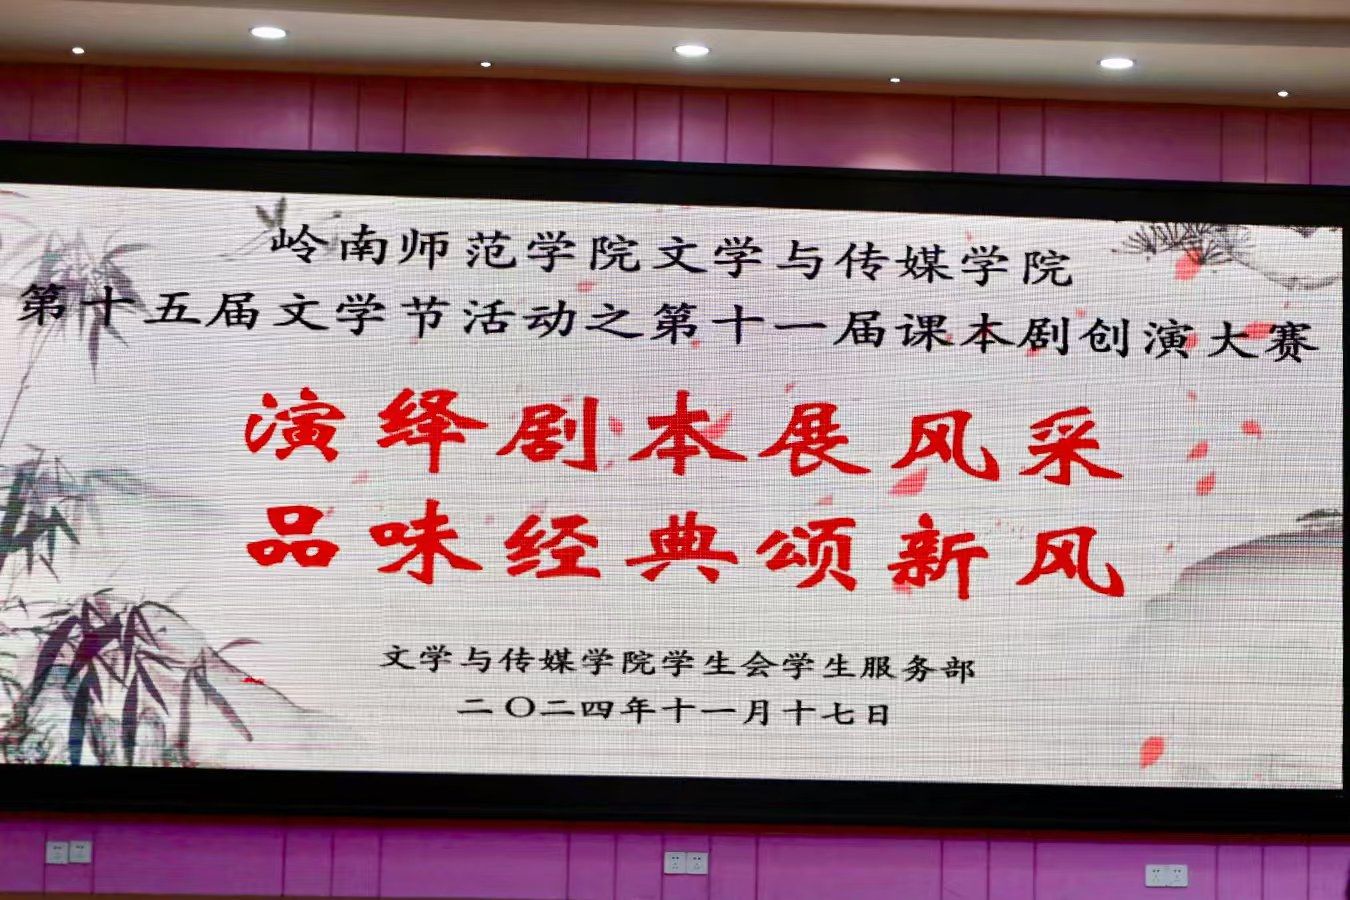 岭南师范学院文学与传媒学院
第十五届文学节活动之第十一届课本剧创演大赛
演绎剧本展风采
品味经典颂新风
文学与传媒学院学生会学生服务部
二〇二四年十一月十七日